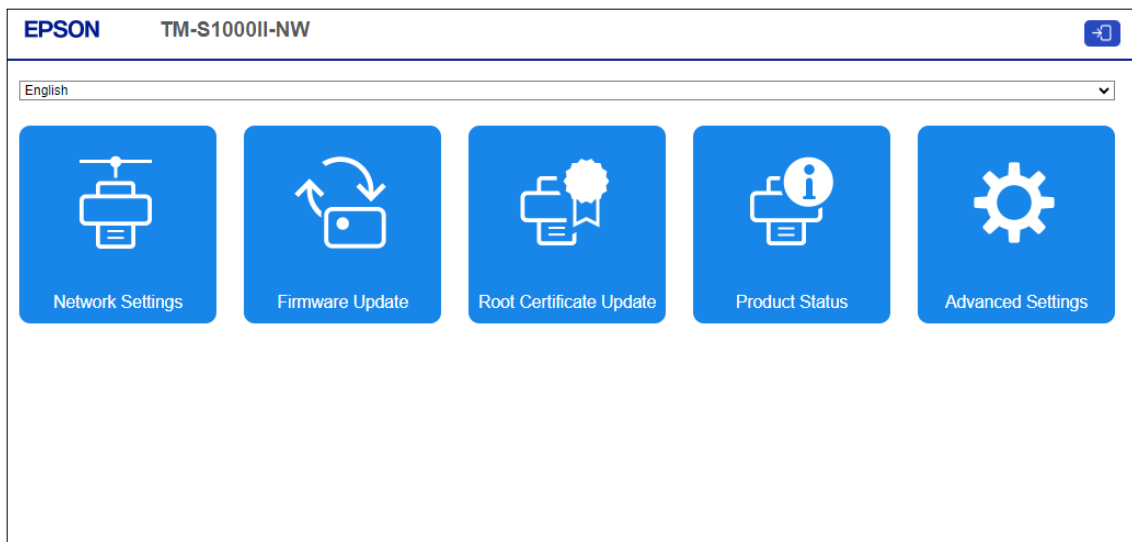 EPSON TM-S1000II-NW
English
Network Settings Firmware Update Root Certificate Update Product Status Advanced Settings